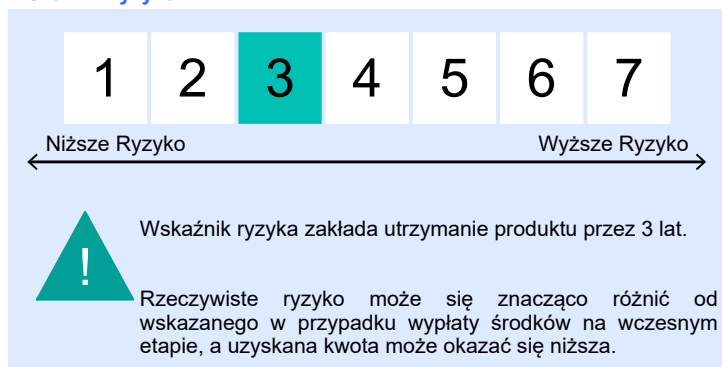 1 2 3 4 5 6 7
Niższe Ryzyko Wyższe Ryzyko
!
Wskaźnik ryzyka zakłada utrzymanie produktu przez 3 lat.
Rzeczywiste ryzyko może się znacząco różnić od
wskazanego w przypadku wypłaty środków na wczesnym
etapie, a uzyskana kwota może okazać się niższa.